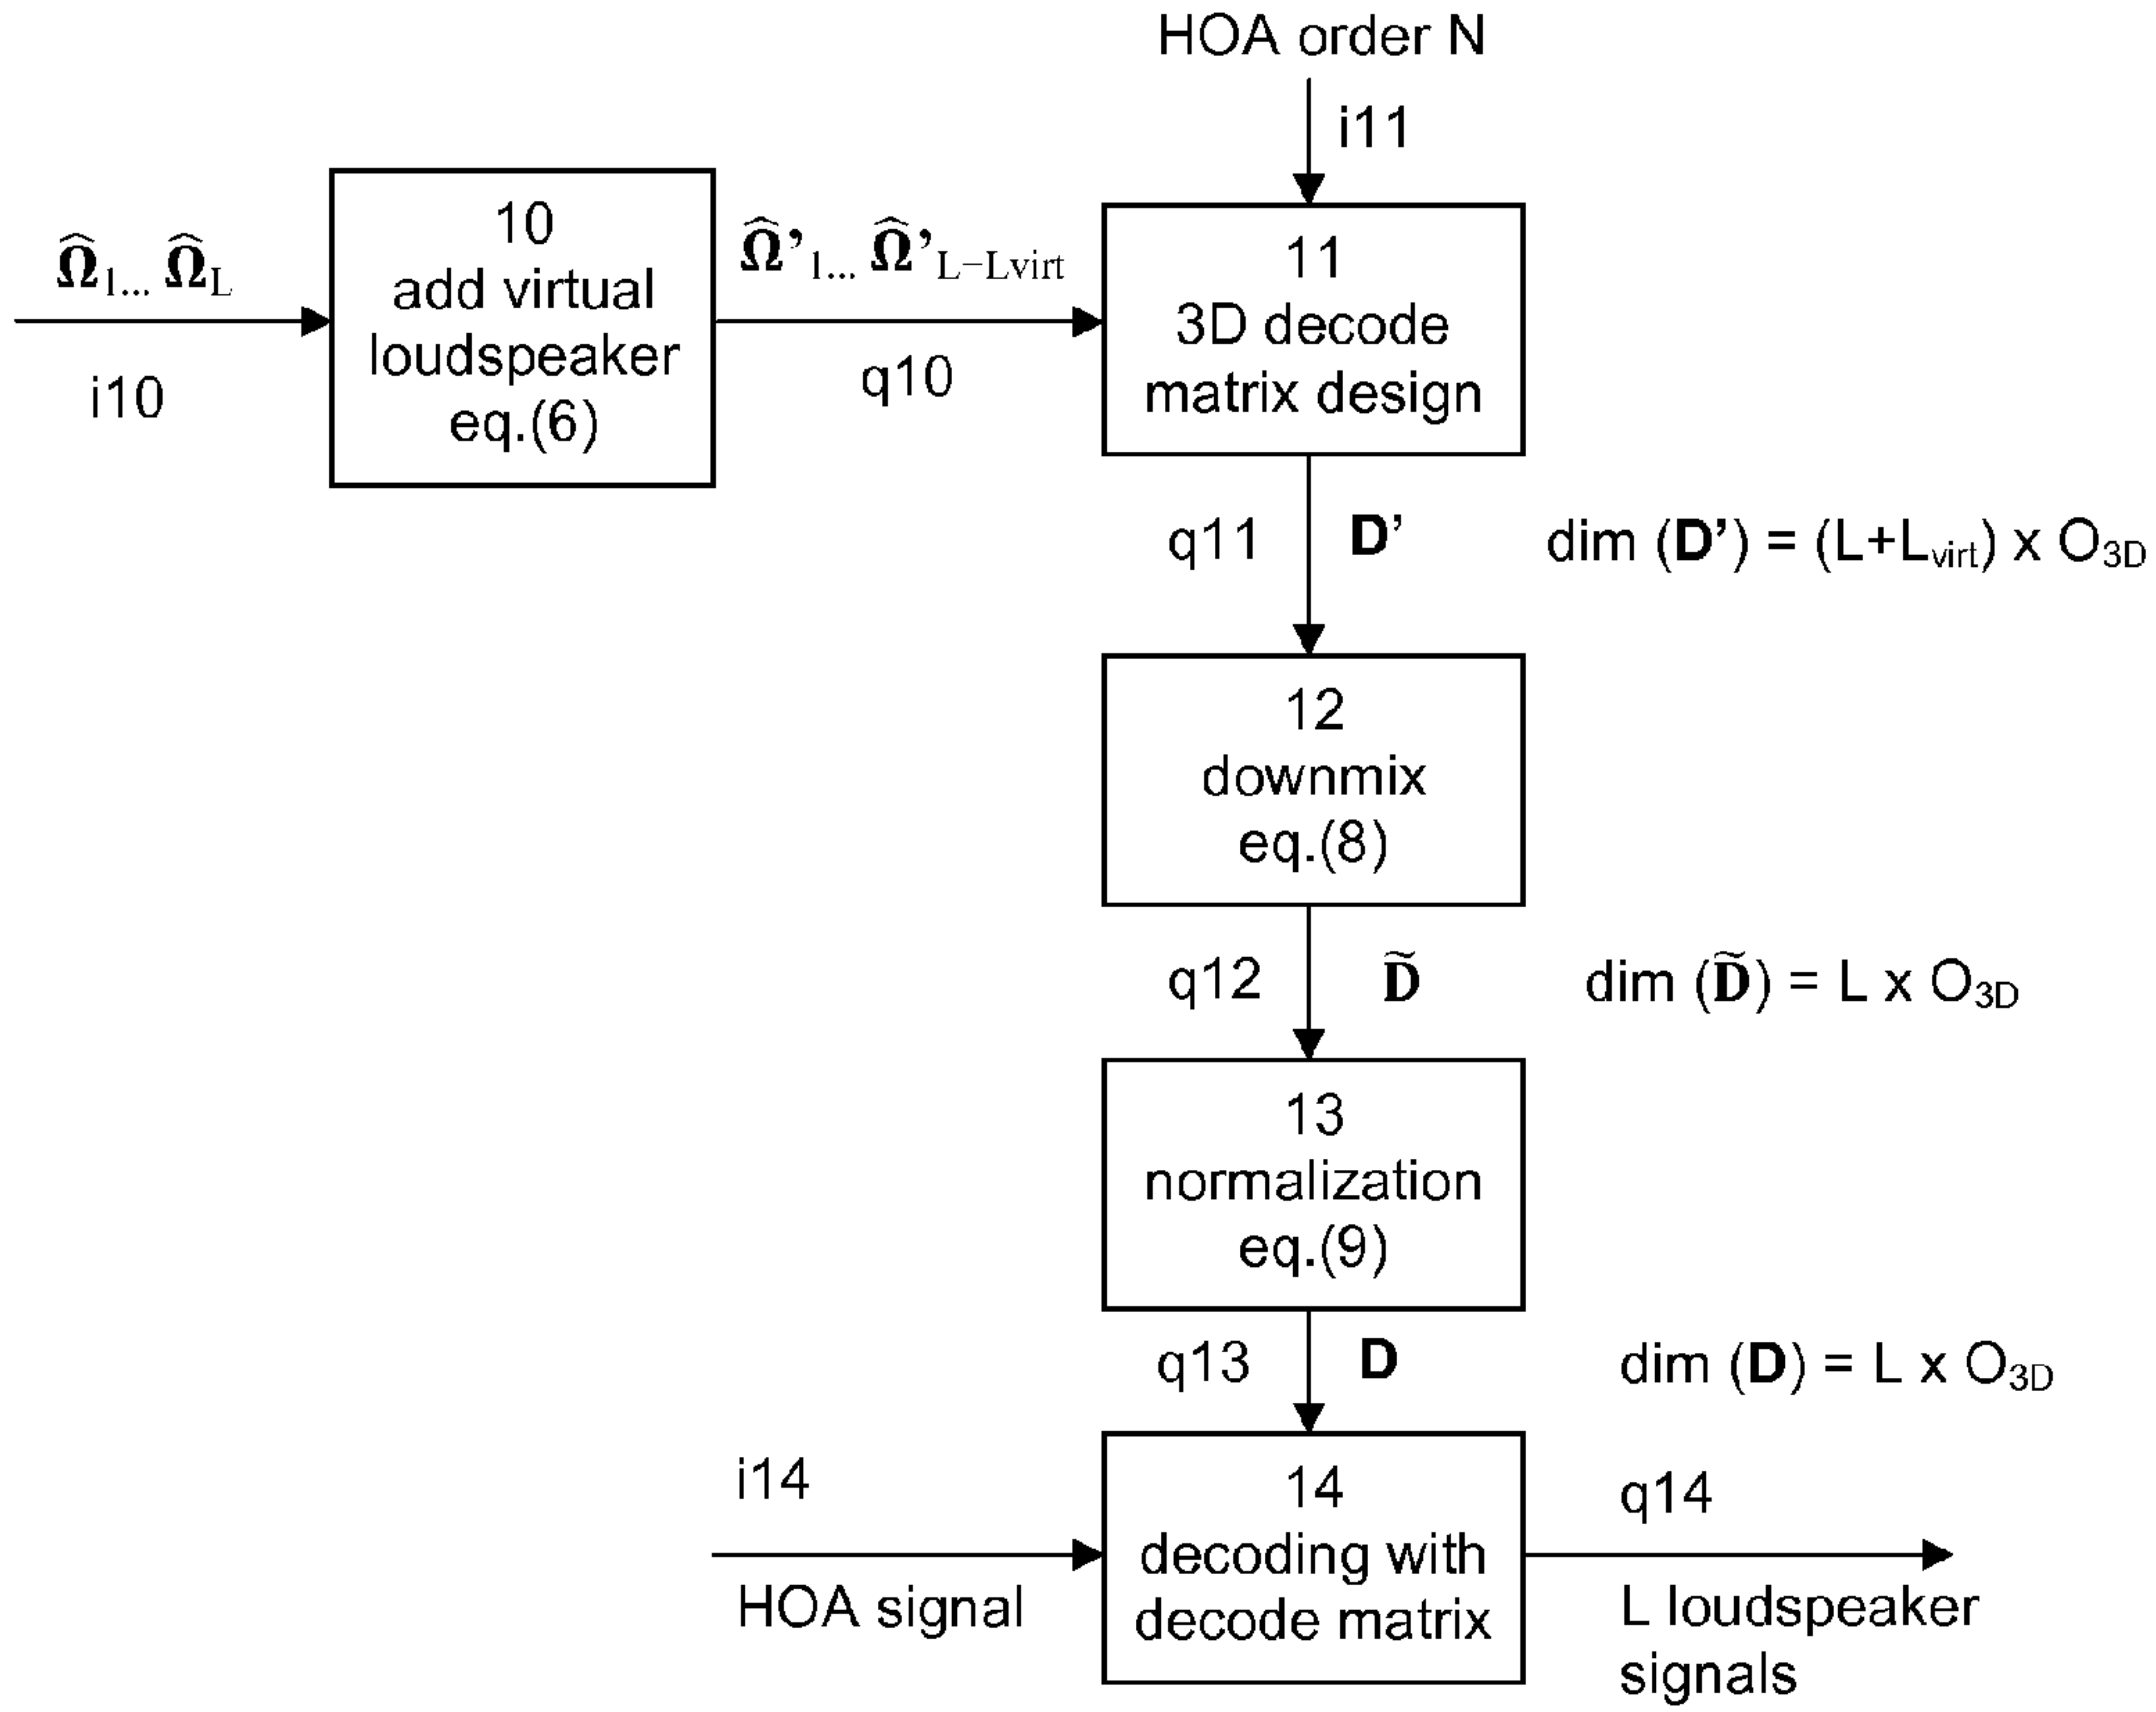 HOA order N
i11
Ω̂₁... Ω̂_L
i10
10
add virtual
loudspeaker
eq.(6)
Ω̂'₁... Ω̂'_L−Lvirt
q10
11
3D decode
matrix design
q11 D’ dim (D’) = (L+Lvirt) x O3D
12
downmix
eq.(8)
q12 D̃ dim (D̃) = L x O3D
13
normalization
eq.(9)
q13 D dim (D) = L x O3D
i14
HOA signal
14
decoding with
decode matrix
q14
L loudspeaker
signals